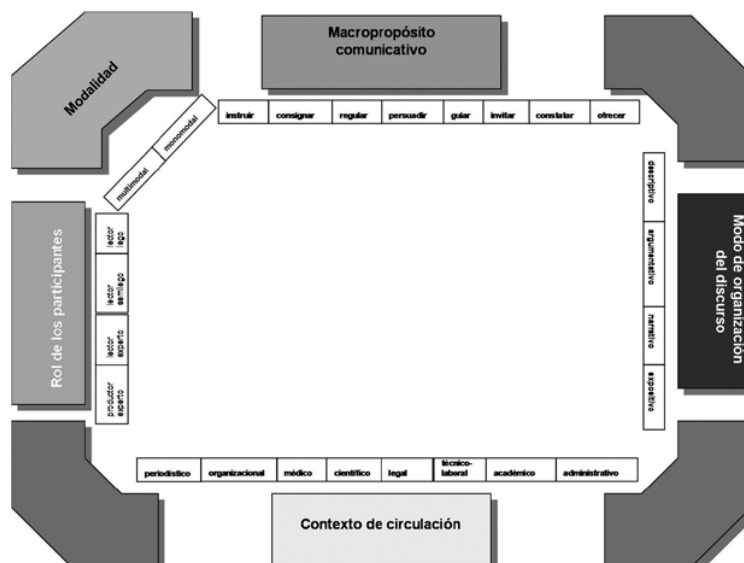 Macropropósito
comunicativo
Modalidad
instruir consignar regular persuadir guiar invitar constatar ofrecer
monomodal
multimodal
Rol de los participantes
lector
lego
lector
semilego
lector
experto
productor
experto
descriptivo
argumentativo
narrativo
expositivo
Modo de organización
del discurso
periodístico organizacional médico científico legal técnico-
laboral académico administrativo
Contexto de circulación